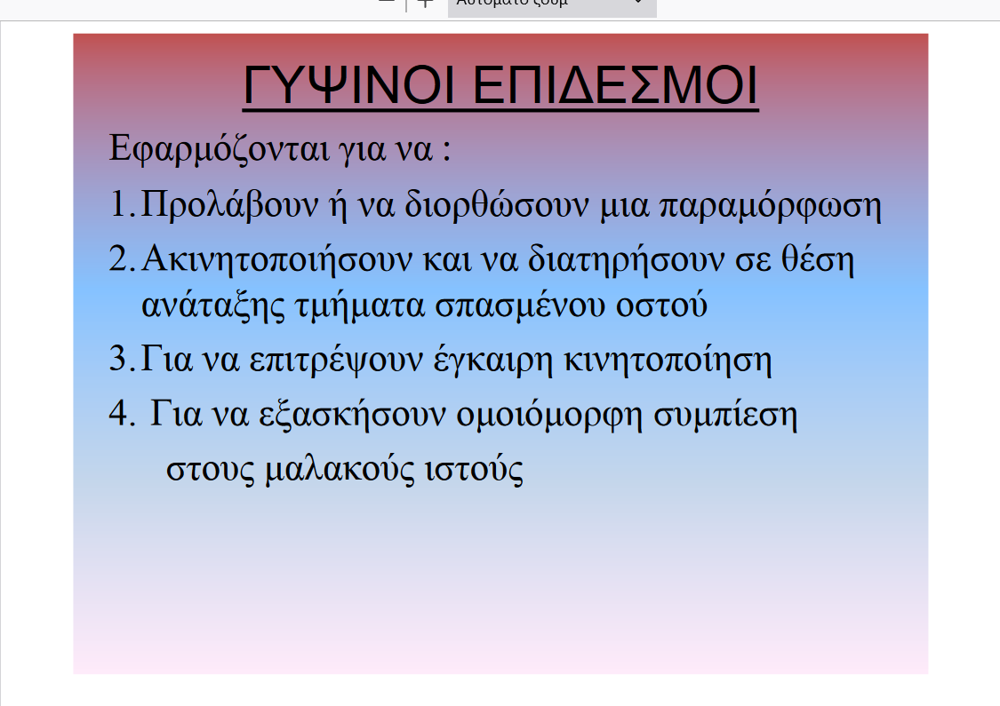 Αυτόματο ζουμ
ΓΥΨΙΝΟΙ ΕΠΙΔΕΣΜΟΙ
Εφαρμόζονται για να :
1. Προλάβουν ή να διορθώσουν μια παραμόρφωση
2. Ακινητοποιήσουν και να διατηρήσουν σε θέση
ανάταξης τμήματα σπασμένου οστού
3. Για να επιτρέψουν έγκαιρη κινητοποίηση
4. Για να εξασκήσουν ομοιόμορφη συμπίεση
στους μαλακούς ιστούς